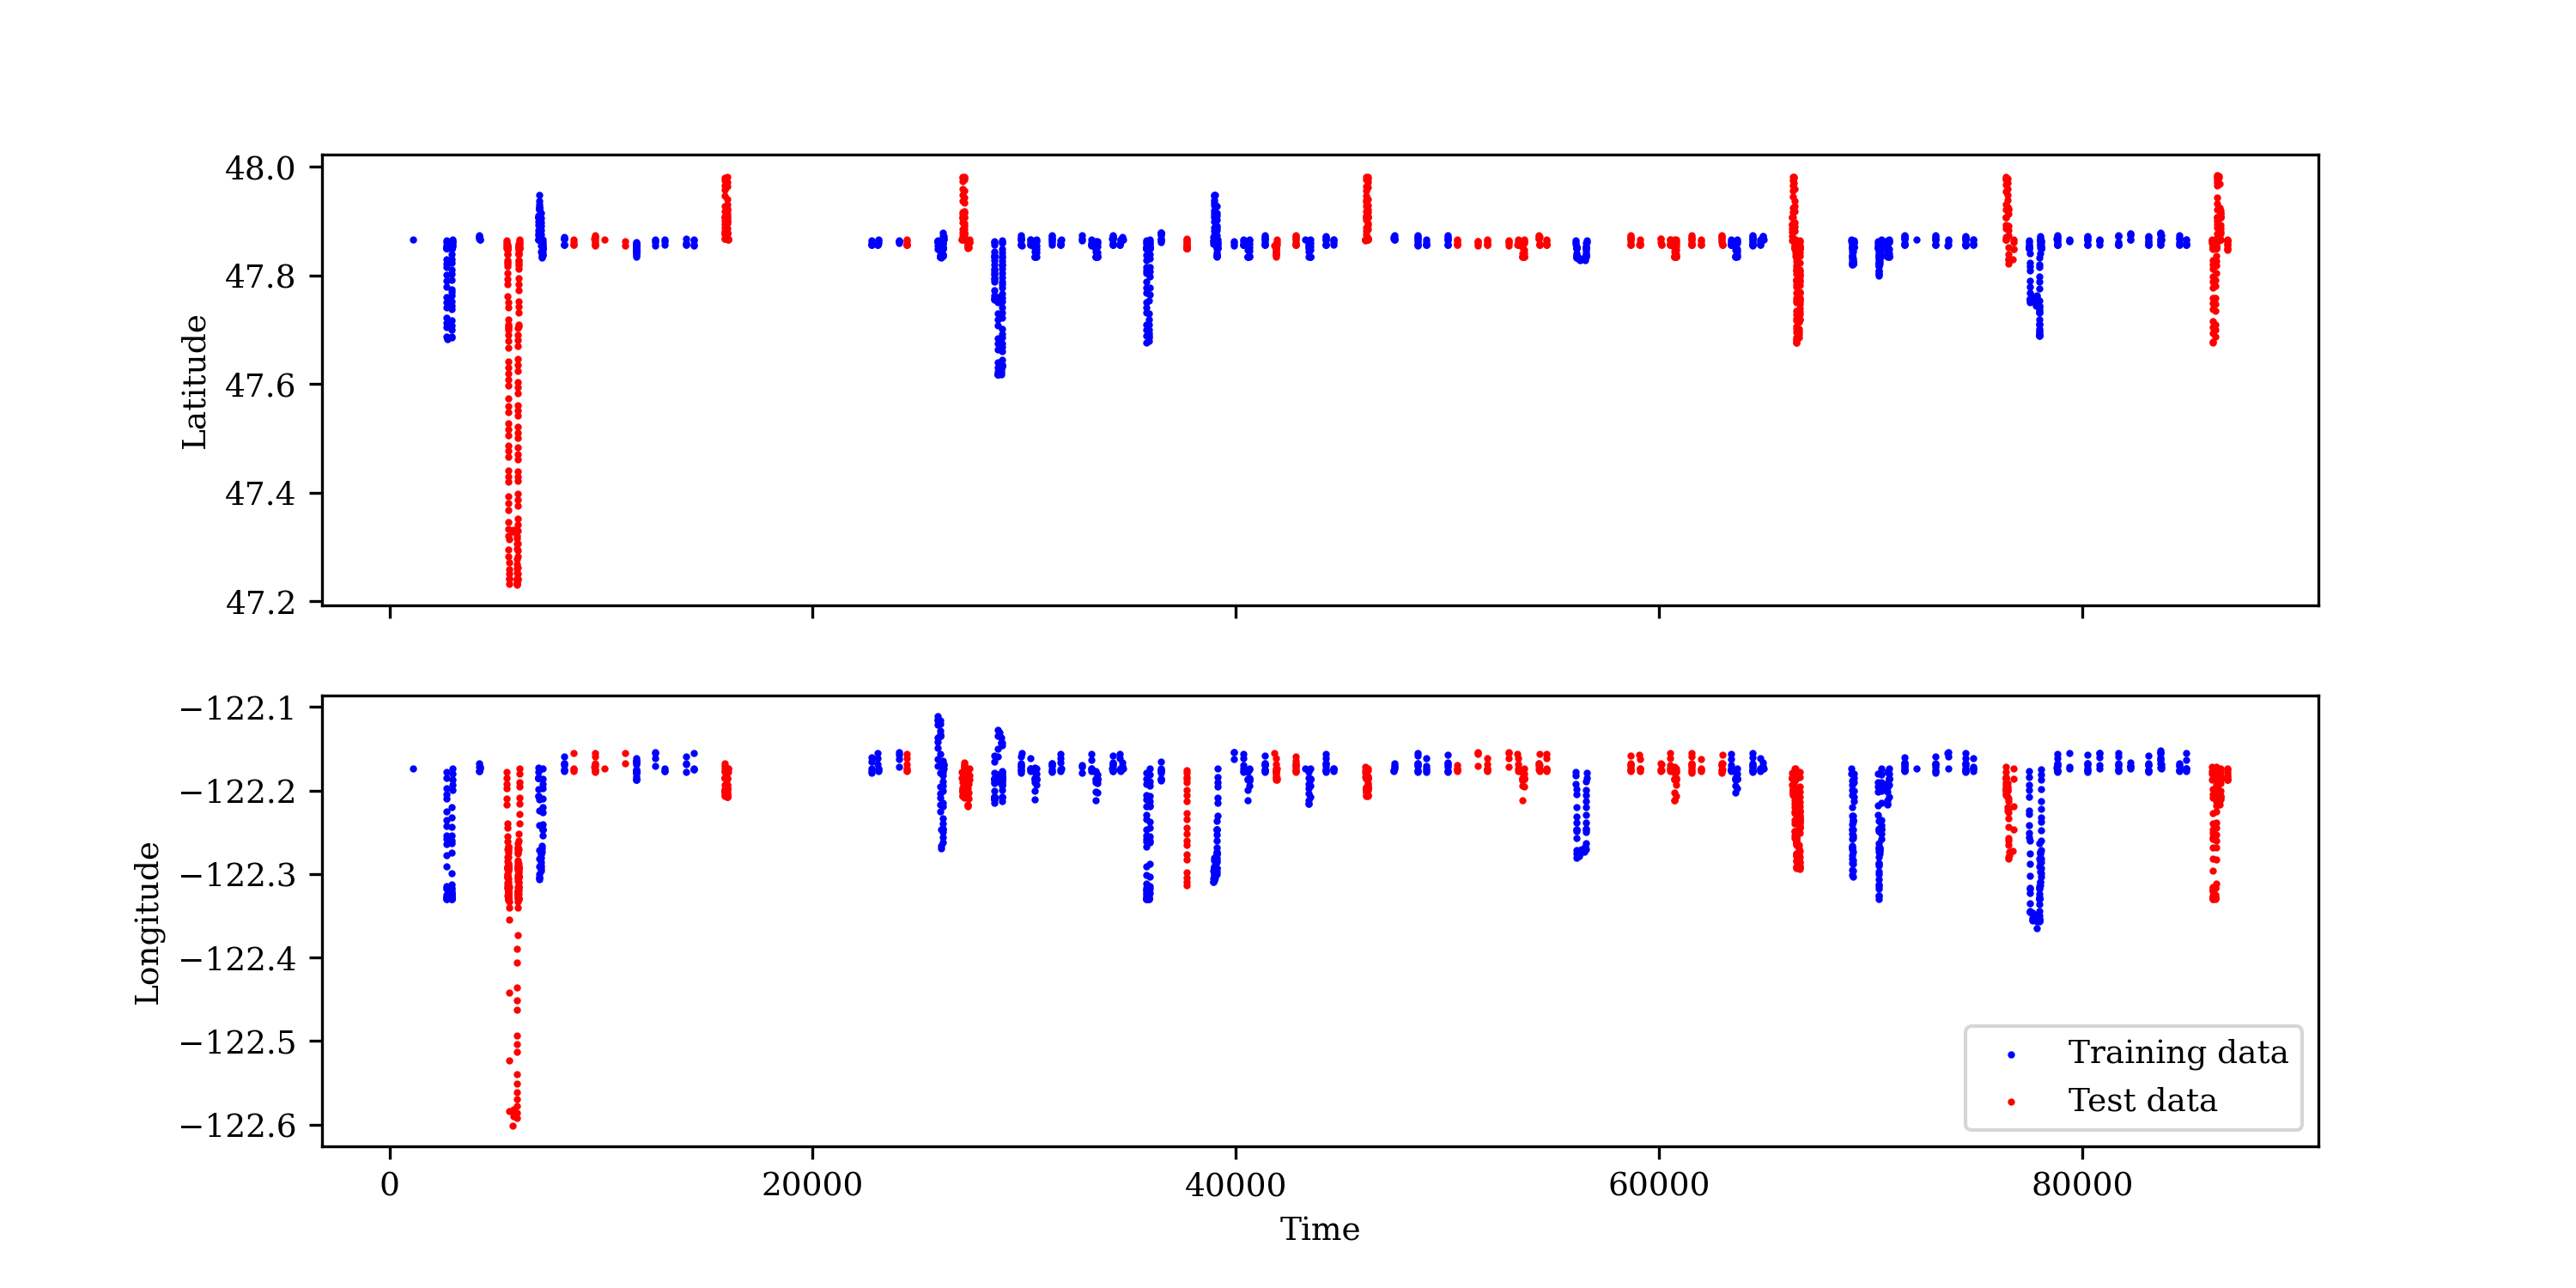 48.0
47.8
47.6
47.4
47.2
Latitude
−122.1
−122.2
−122.3
−122.4
−122.5
−122.6
Longitude
Training data
Test data
0 20000 40000 60000 80000
Time